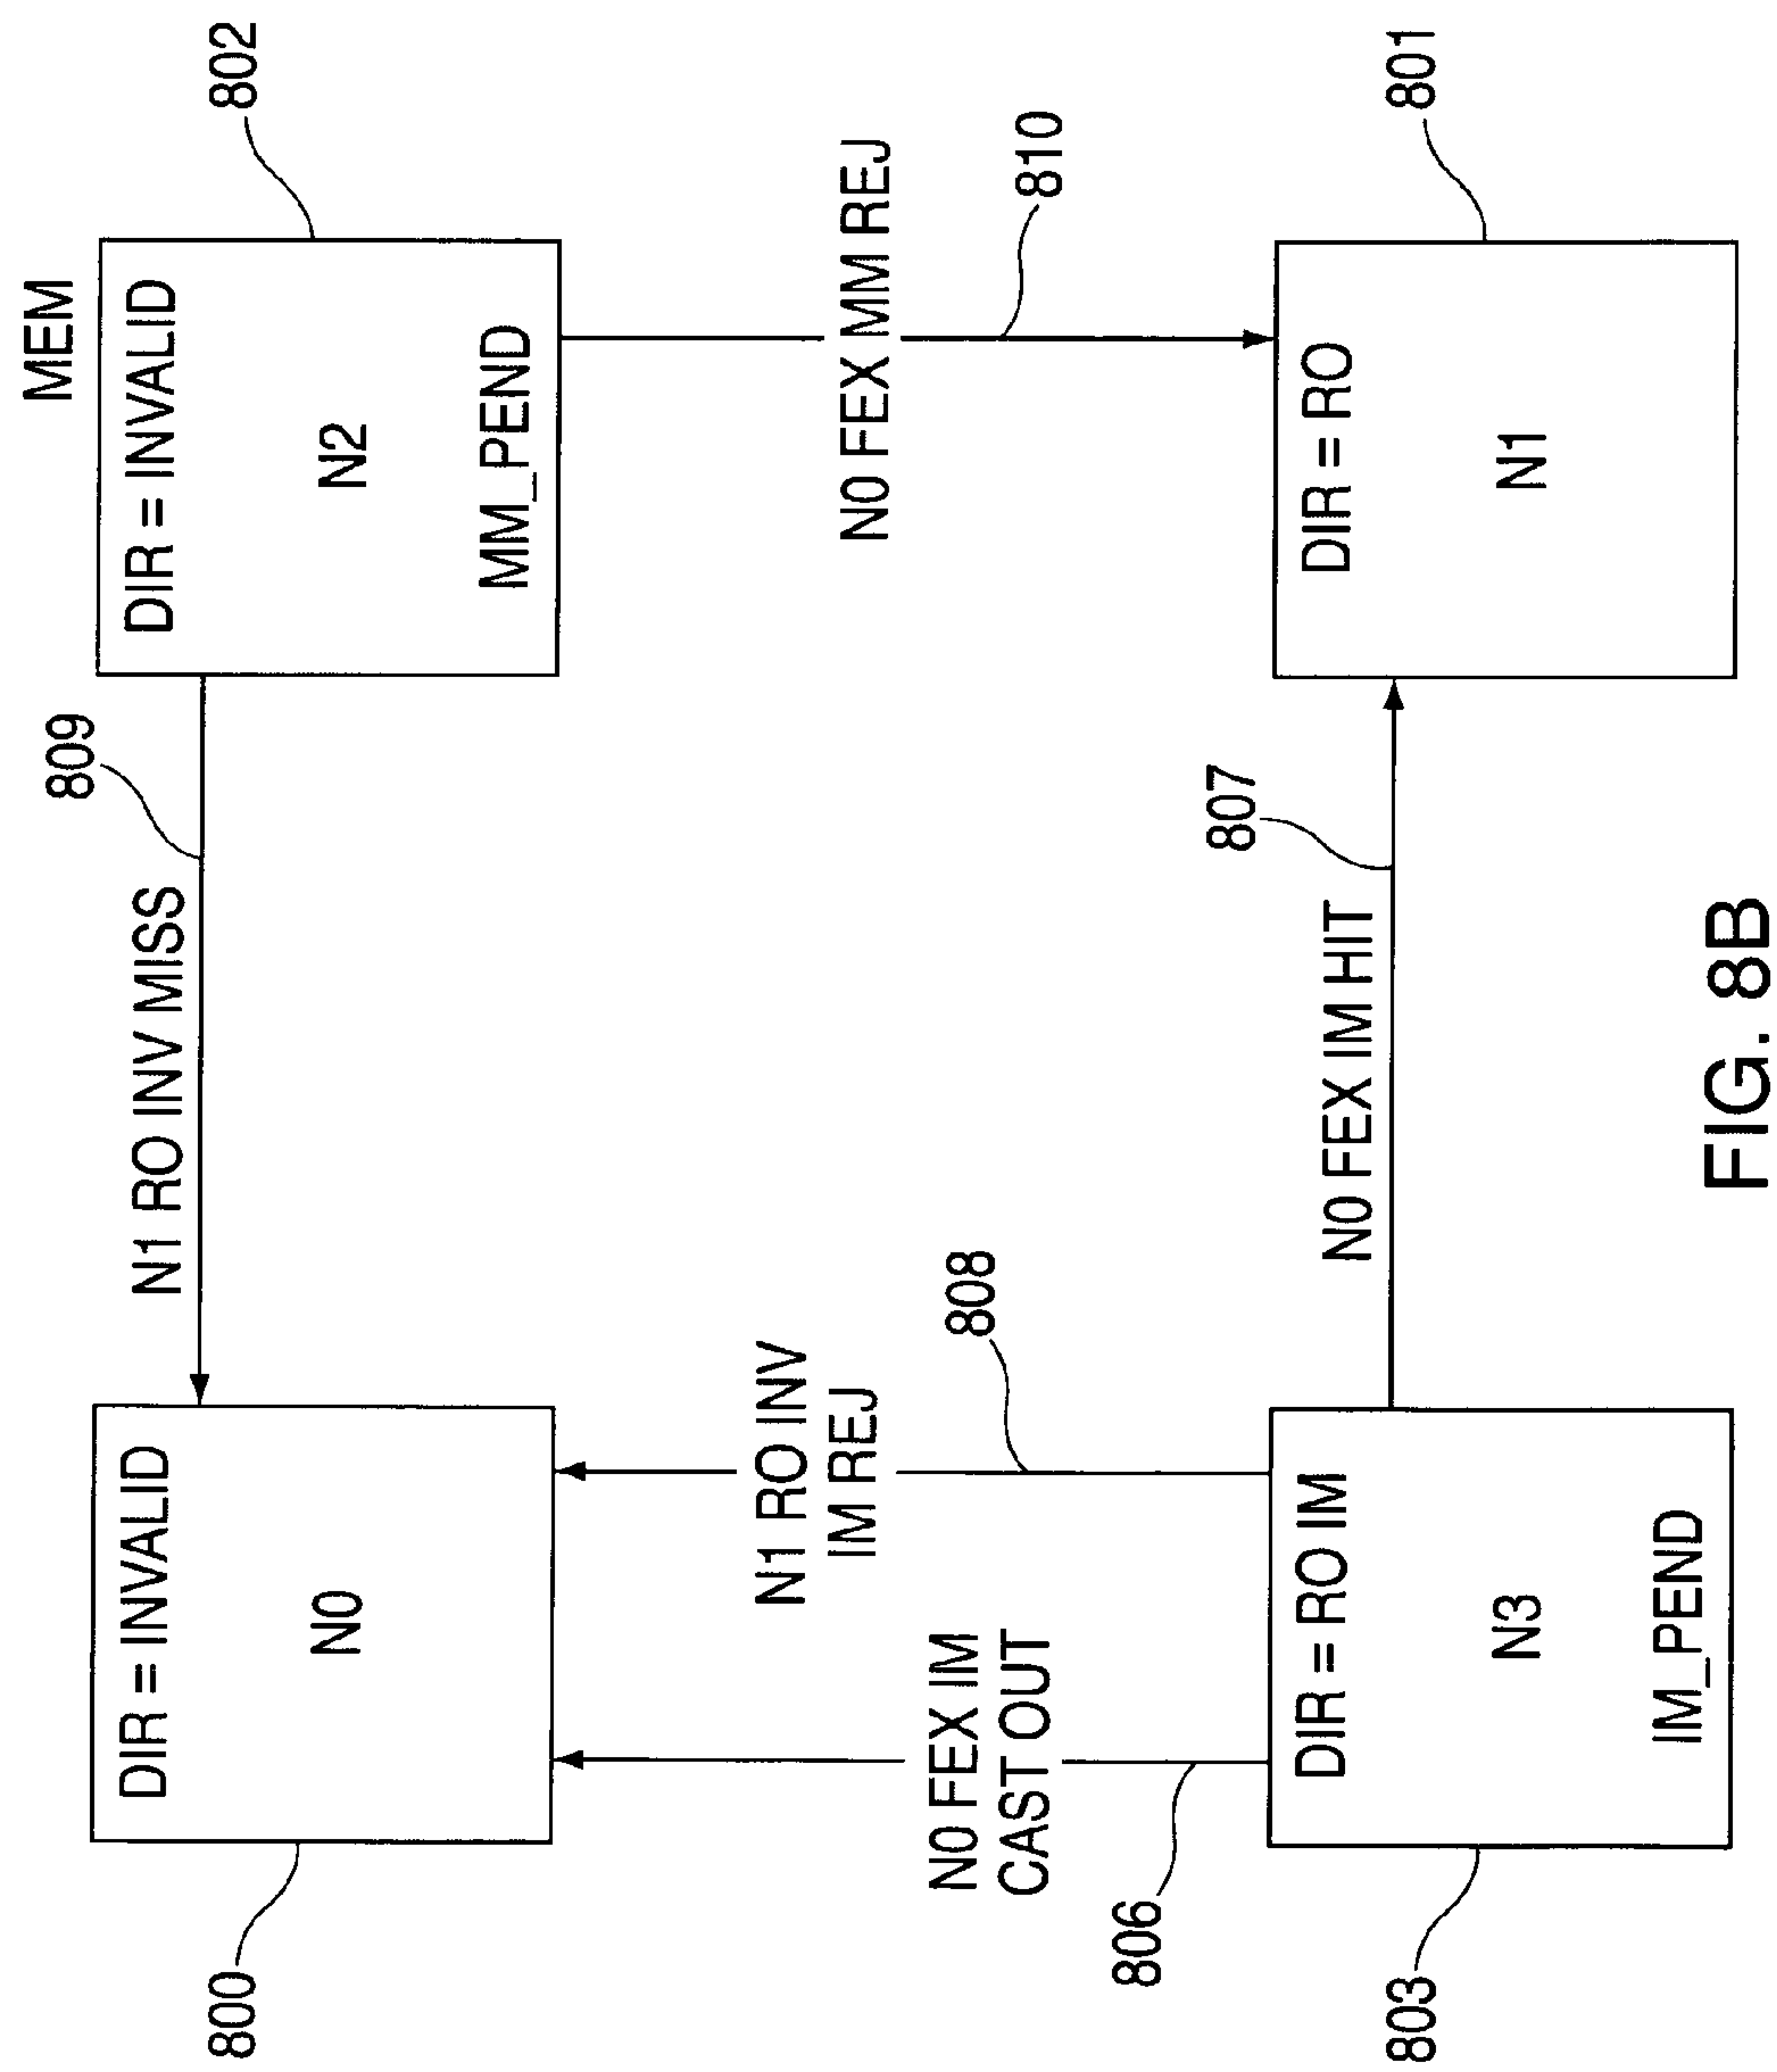 MEM
800
DIR = INVALID
N0
809
N1 RO INV MISS
DIR = INVALID
N2
MM_PEND
802
N0 FEX IM
CAST OUT
806
N1 RO INV
IM REJ
808
N0 FEX MM REJ
810
803
DIR = RO IM
N3
IM_PEND
807
N0 FEX IM HIT
DIR = RO
N1
801
FIG. 8B